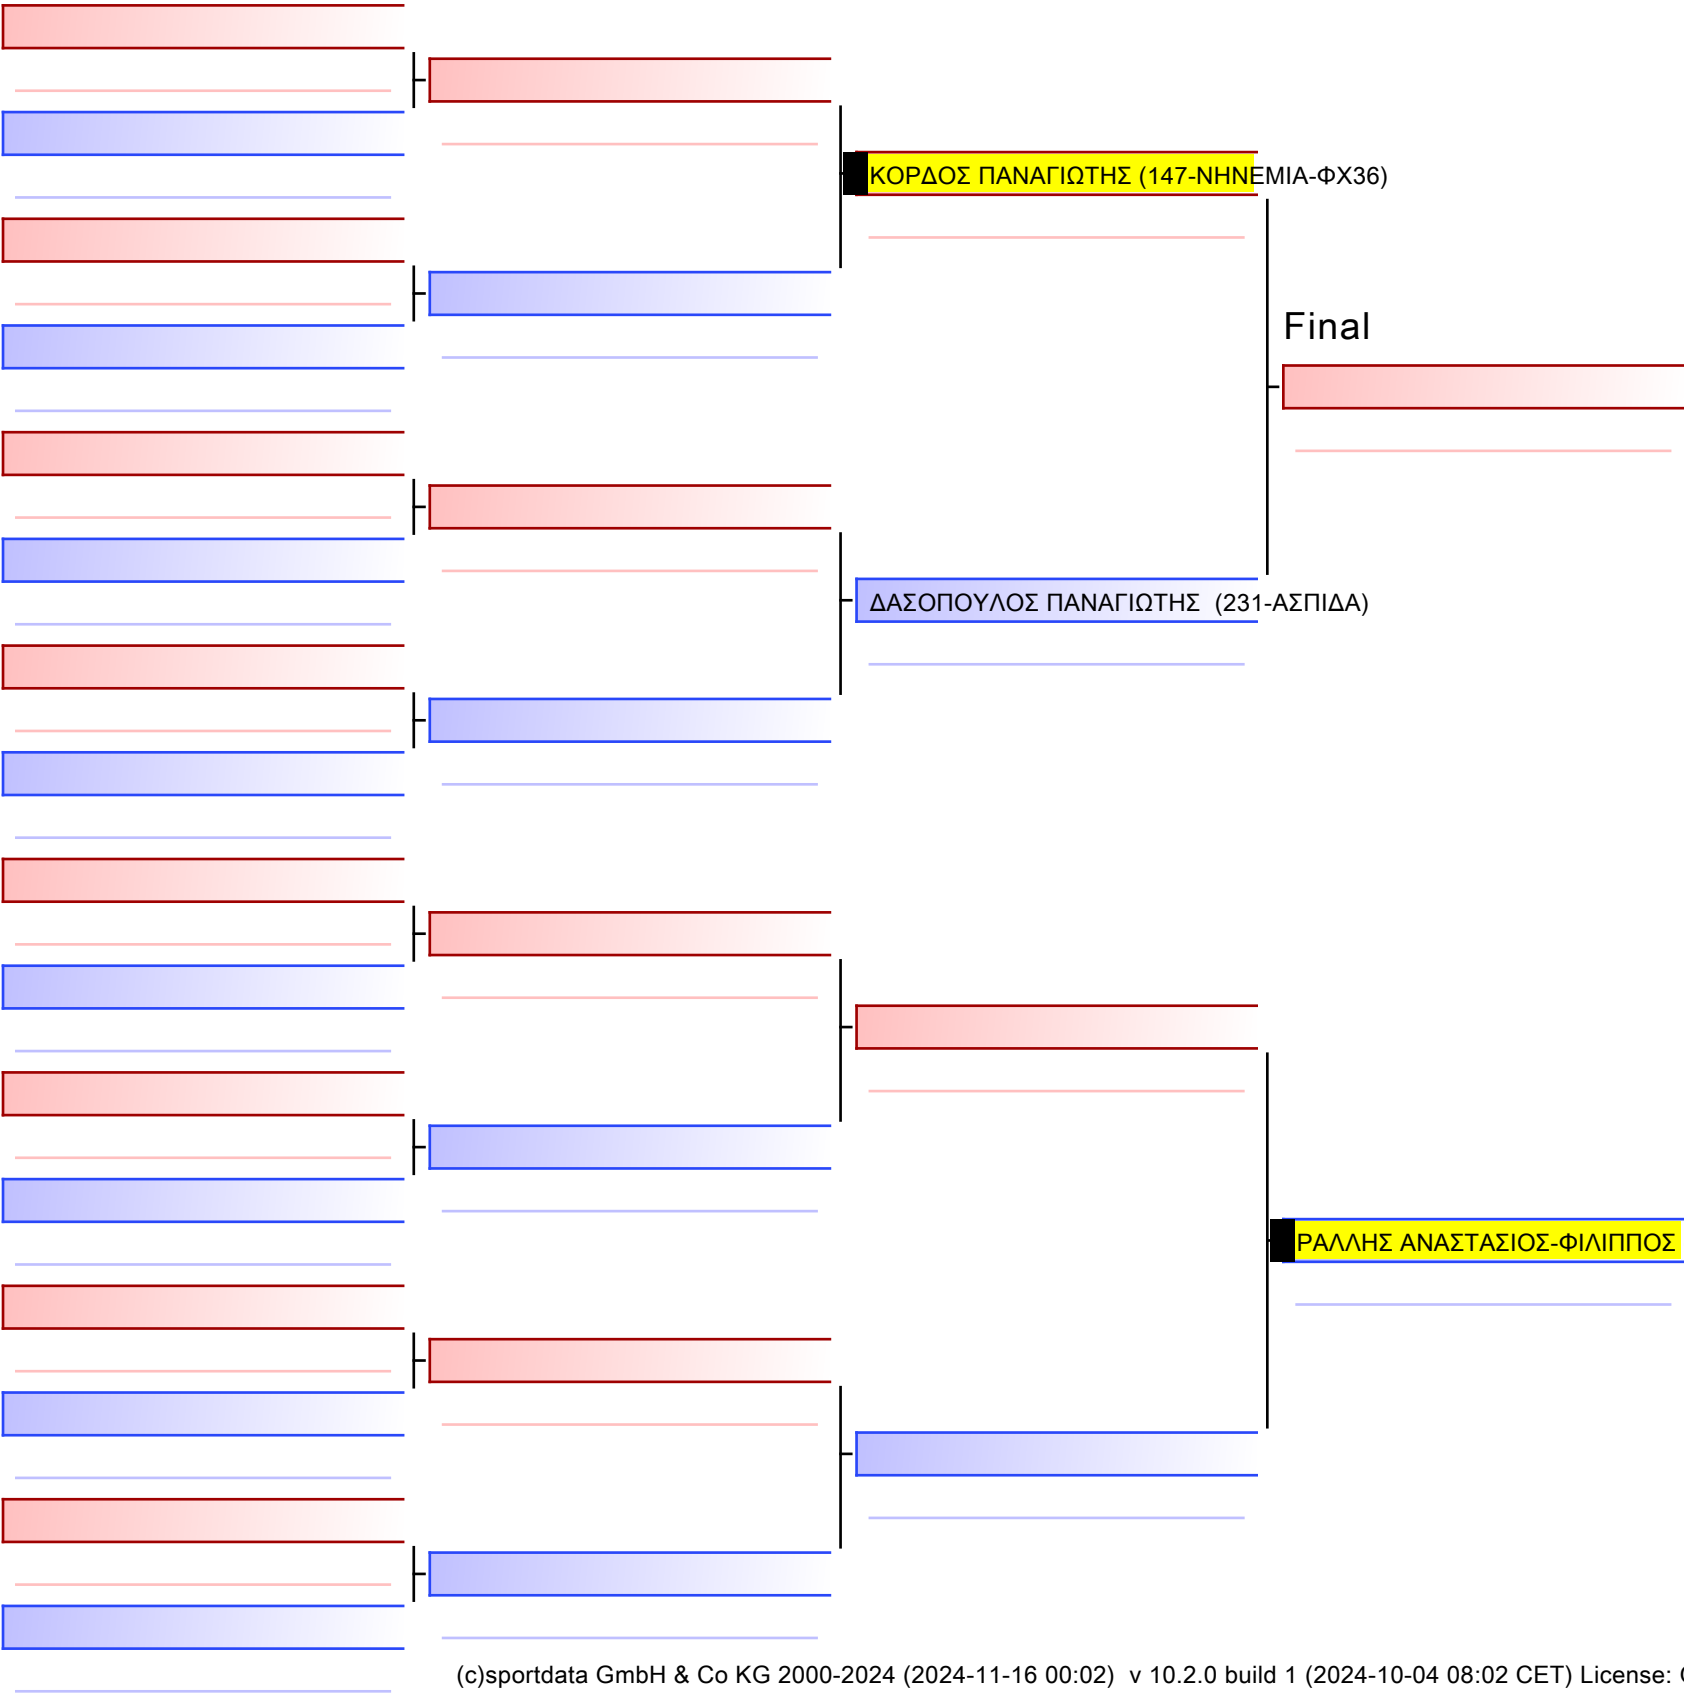 ΚΟΡΔΟΣ ΠΑΝΑΓΙΩΤΗΣ (147-ΝΗΝΕΜΙΑ-ΦΧ36)
Final
ΔΑΣΟΠΟΥΛΟΣ ΠΑΝΑΓΙΩΤΗΣ (231-ΑΣΠΙΔΑ)
ΡΑΛΛΗΣ ΑΝΑΣΤΑΣΙΟΣ-ΦΙΛΙΠΠΟΣ
(c)sportdata GmbH & Co KG 2000-2024 (2024-11-16 00:02) v 10.2.0 build 1 (2024-10-04 08:02 CET) License: